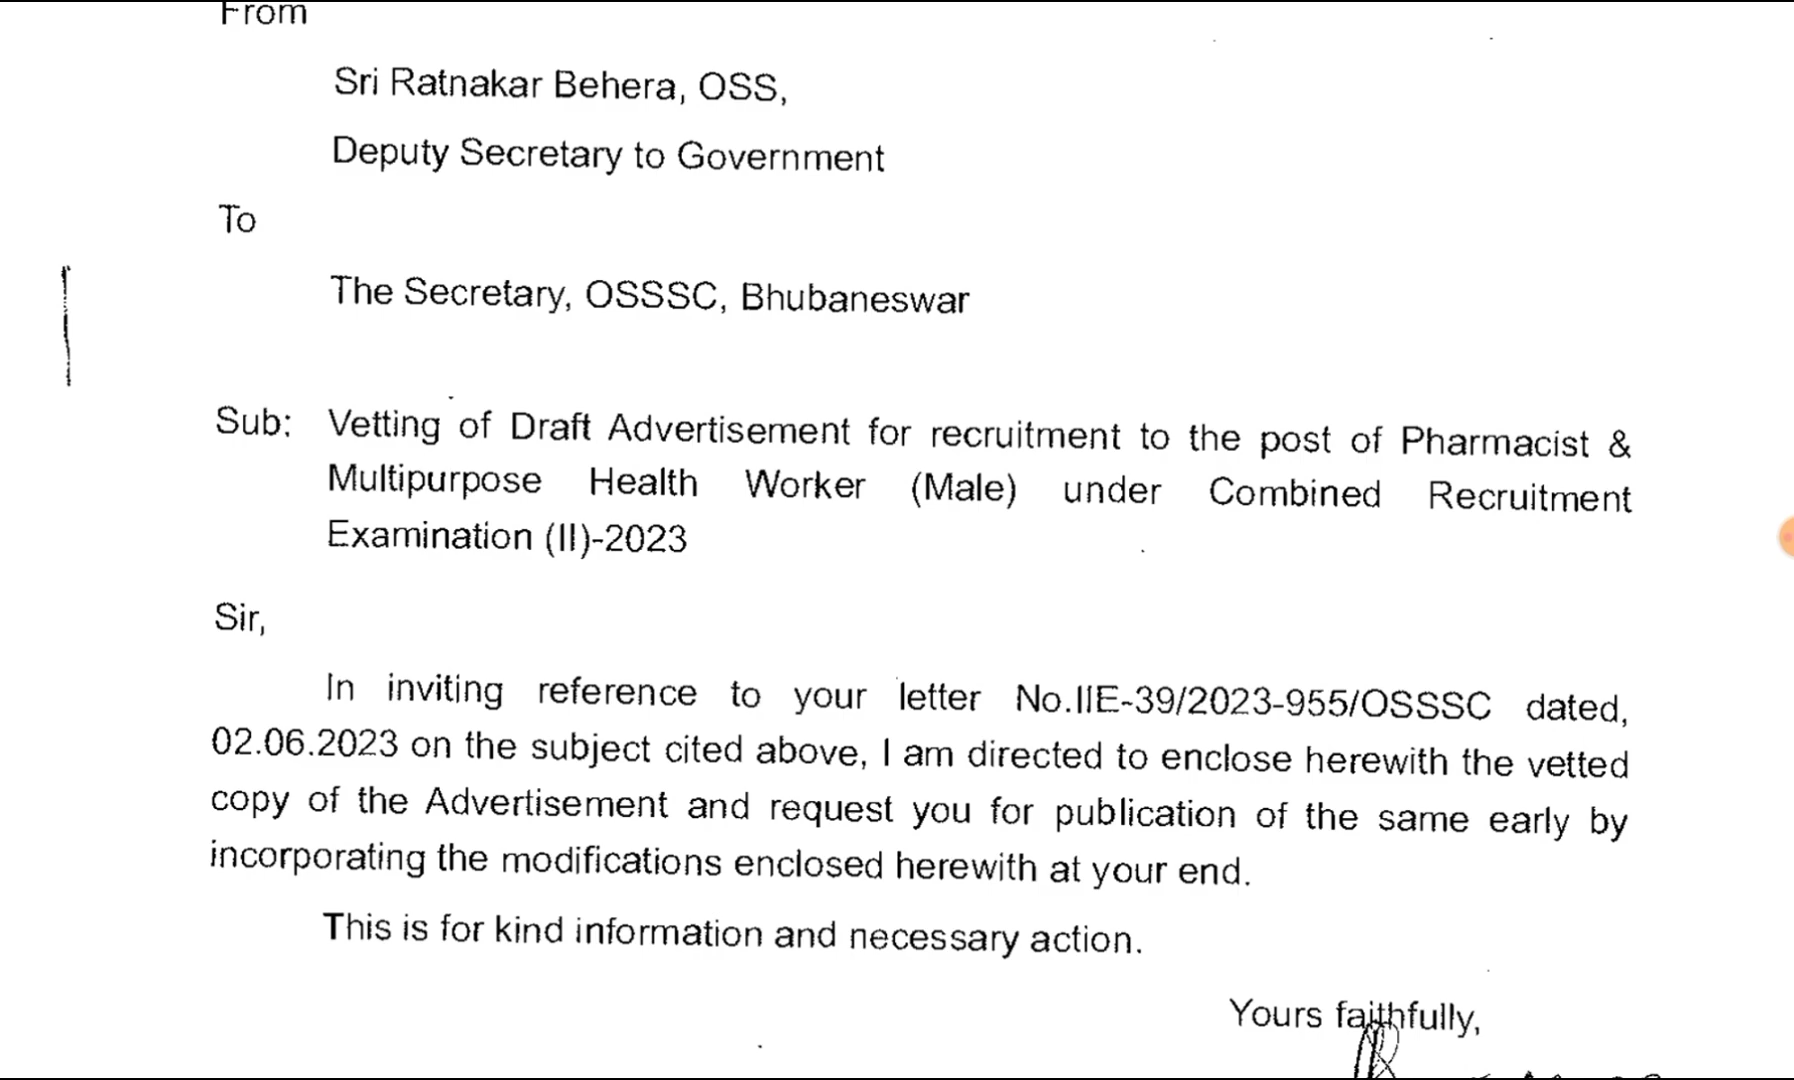 From
Sri Ratnakar Behera, OSS,
Deputy Secretary to Government
To
The Secretary, OSSSC, Bhubaneswar
Sub: Vetting of Draft Advertisement for recruitment to the post of Pharmacist &
Multipurpose Health Worker (Male) under Combined Recruitment
Examination (II)-2023
Sir,
In inviting reference to your letter No.IIE-39/2023-955/OSSSC dated,
02.06.2023 on the subject cited above, I am directed to enclose herewith the vetted
copy of the Advertisement and request you for publication of the same early by
incorporating the modifications enclosed herewith at your end.
This is for kind information and necessary action.
Yours faithfully,